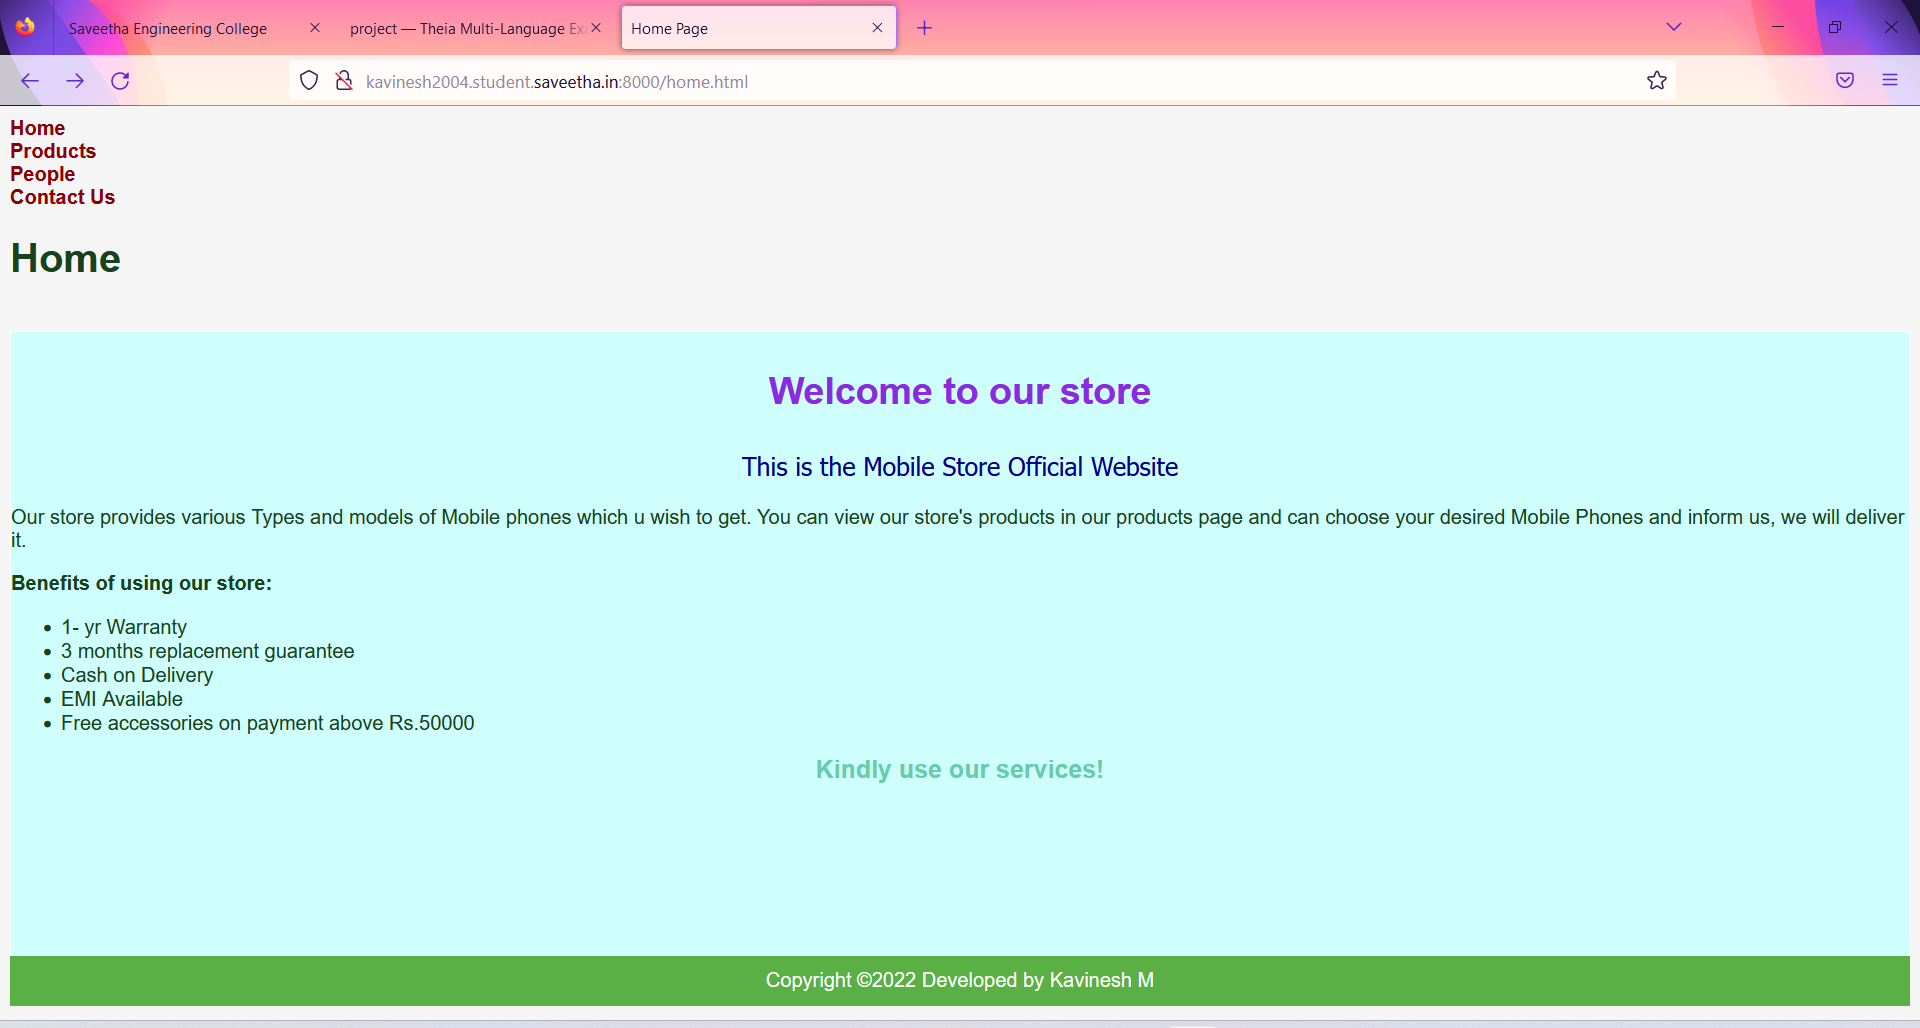 Saveetha Engineering College
project — Theia Multi-Language Ex
Home Page
kavinesh2004.student.saveetha.in:8000/home.html
Home
Products
People
Contact Us
Home
Welcome to our store
This is the Mobile Store Official Website
Our store provides various Types and models of Mobile phones which u wish to get. You can view our store's products in our products page and can choose your desired Mobile Phones and inform us, we will deliver
it.
Benefits of using our store:
1- yr Warranty
3 months replacement guarantee
Cash on Delivery
EMI Available
Free accessories on payment above Rs.50000
Kindly use our services!
Copyright ©2022 Developed by Kavinesh M